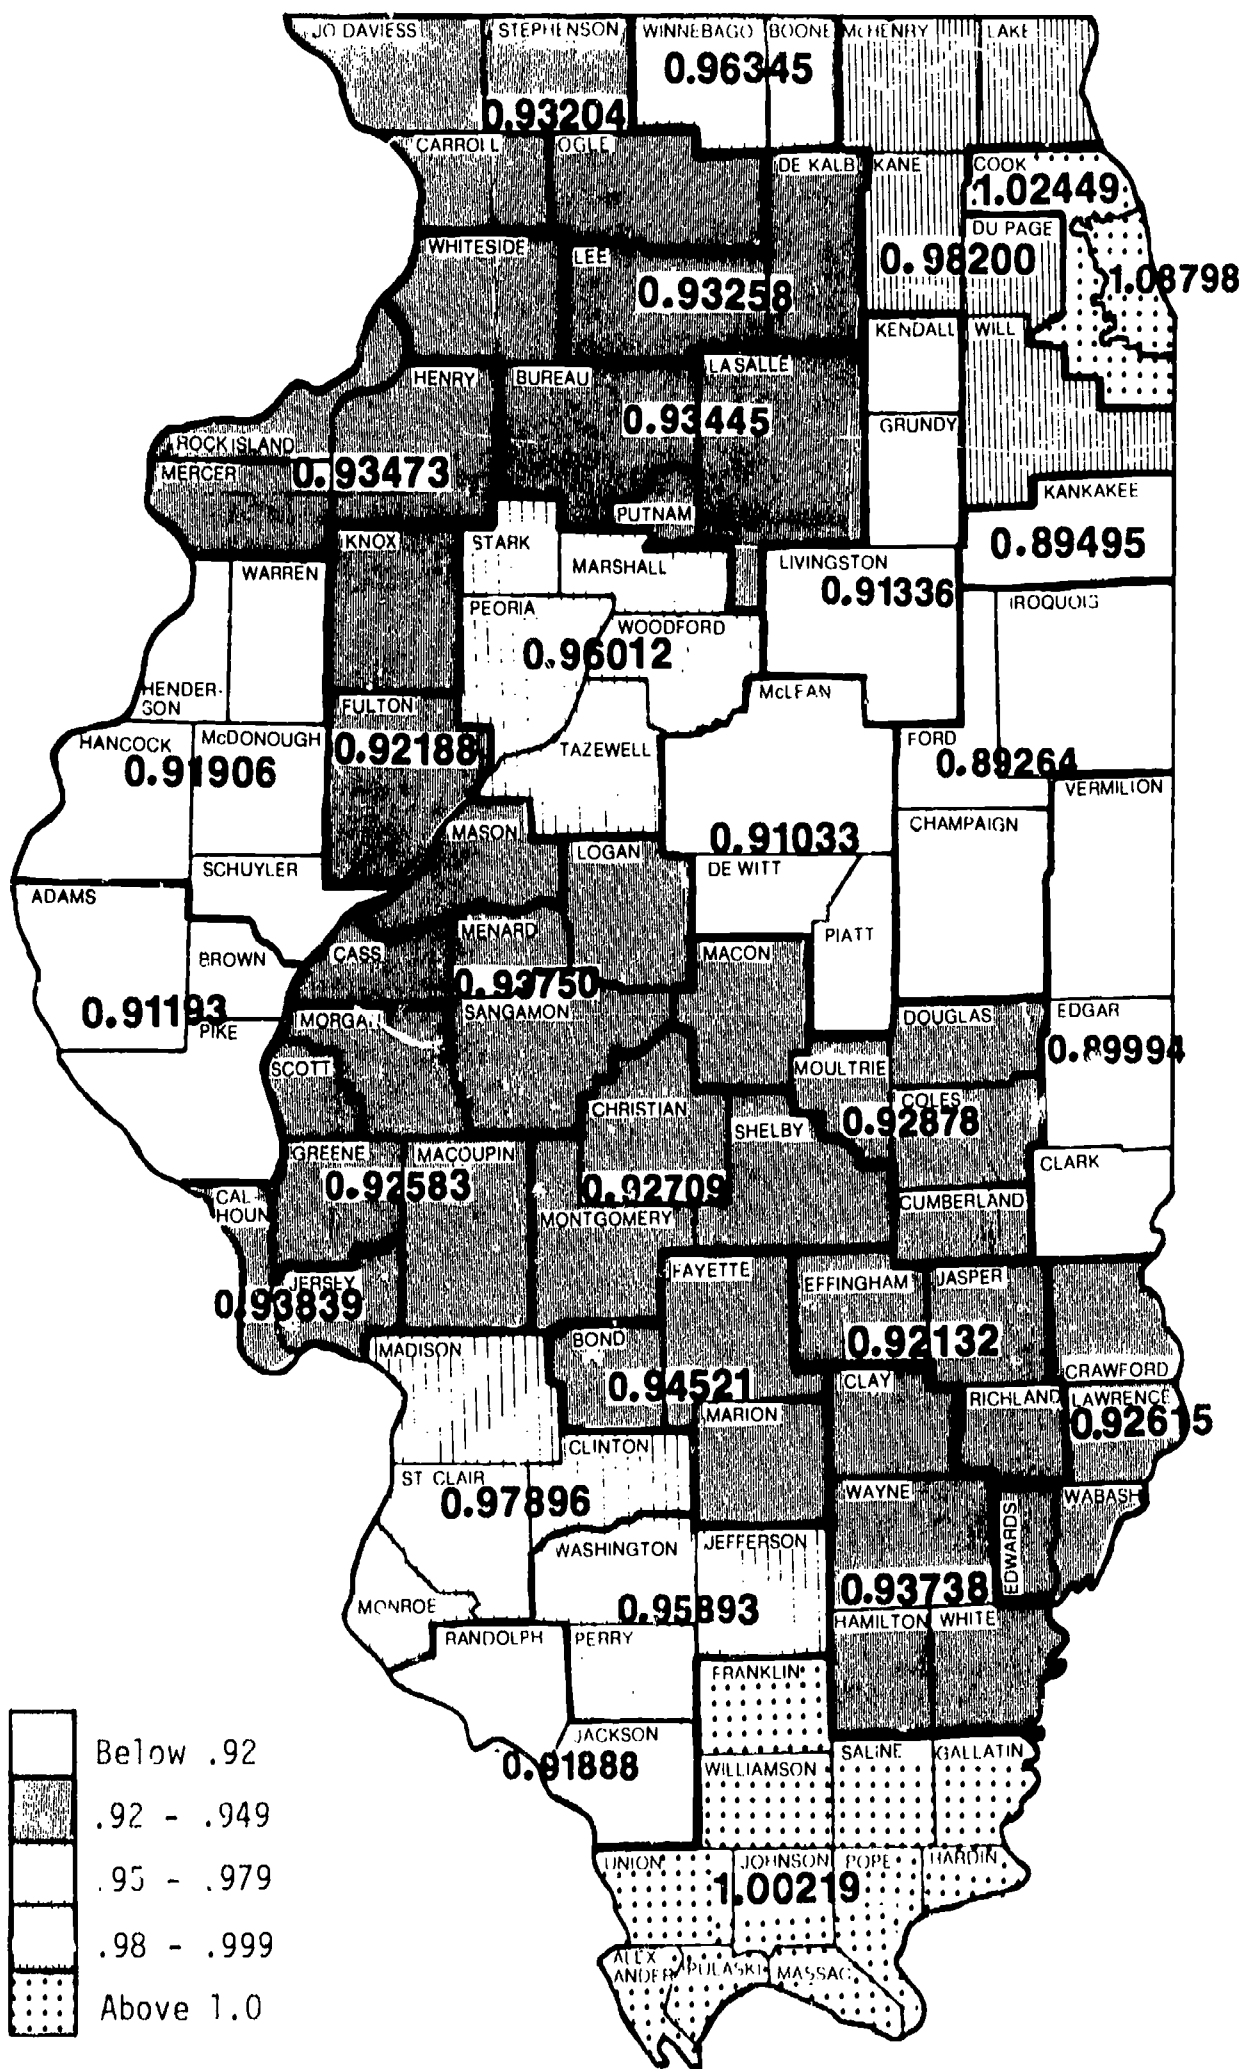 JO DAVIESS STEPHENSON WINNEBAGO BOONE McHENRY LAKE
0.96345
0.93204
CARROLL OGLE
DE KALB KANE COOK
1.02449
WHITESIDE LEE DU PAGE
0.98200
1.08798
0.93258
KENDALL WILL
HENRY BUREAU LA SALLE
0.93445
GRUNDY
ROCK ISLAND
MERCER 0.93473
KANKAKEE
PUTNAM
KNOX STARK 0.89495
WARREN MARSHALL LIVINGSTON
0.91336
PEORIA IROQUOIS
WOODFORD
0.96012
HENDER-
SON
FULTON McLEAN
HANCOCK McDONOUGH
0.91906 0.92188 TAZEWELL FORD
0.89264
VERMILION
MASON CHAMPAIGN
0.91033
LOGAN
SCHUYLER DE WITT
ADAMS
MENARD PIATT
BROWN CASS MACON
0.93750
0.91193 SANGAMON
PIKE MORGAN DOUGLAS EDGAR
0.89994
SCOTT MOULTRIE
CHRISTIAN COLES
0.92878
SHELBY
GREENE MACOUPIN CLARK
0.92583 0.92709
CAL-
HOUN
MONTGOMERY CUMBERLAND
FAYETTE EFFINGHAM JASPER
JERSEY
0.93839
MADISON BOND 0.92132
CRAWFORD
0.94521 CLAY
MARION RICHLAND LAWRENCE
0.92615
CLINTON
ST CLAIR
0.97896 WAYNE WABASH
WASHINGTON JEFFERSON EDWARDS
0.93738
MONROE 0.95893
RANDOLPH PERRY HAMILTON WHITE
FRANKLIN
JACKSON
0.91888
WILLIAMSON SALINE GALLATIN
UNION JOHNSON POPE HARDIN
1.00219
ALEX
ANDER PULASKI MASSAC
Below .92
.92 - .949
.95 - .979
.98 - .999
Above 1.0